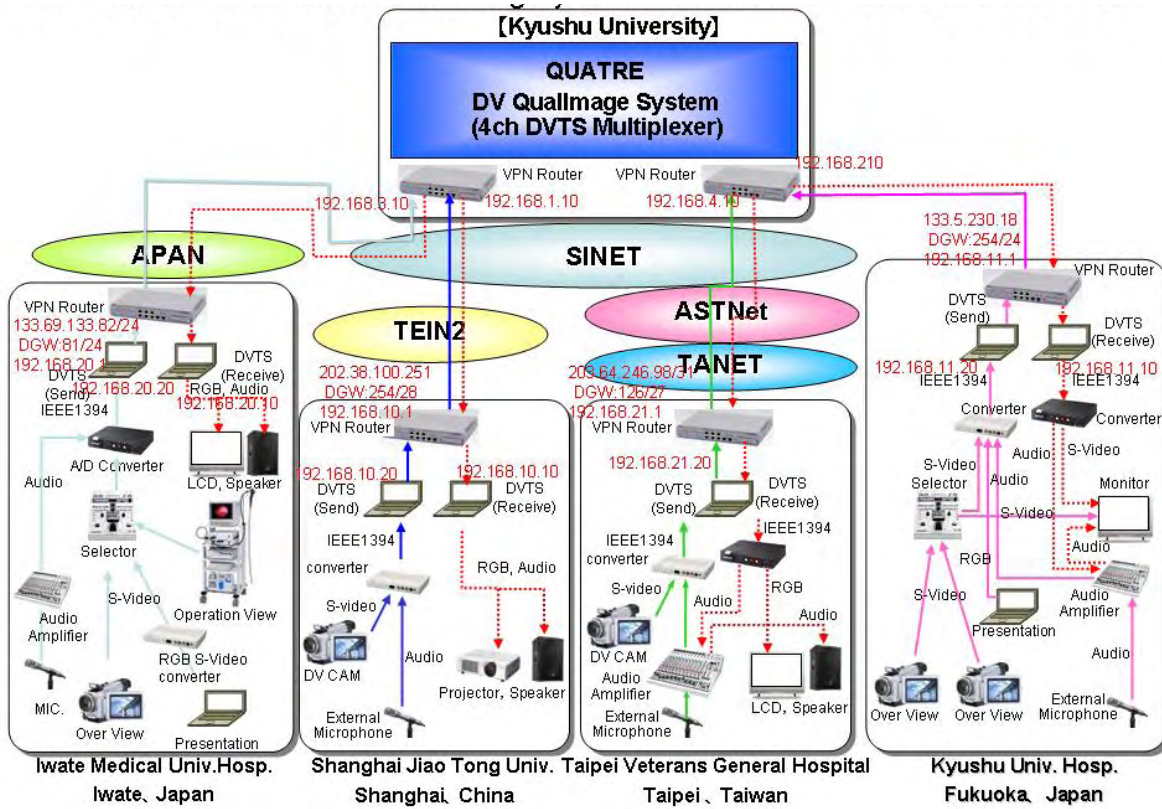 【Kyushu University】
QUATRE
DV QualImage System
(4ch DVTS Multiplexer)
VPN Router
VPN Router
192.168.210
192.168.3.10
192.168.1.10
192.168.4.10
133.5.230.18
DGW:254/24
192.168.11.1
APAN
SINET
VPN Router
VPN Router
133.69.133.82/24
DGW:81/24
192.168.20.1
DVTS
(Send)
192.168.20.20
DVTS
(Receive)
RGB, Audio
192.168.20.10
IEEE1394
A/D Converter
LCD, Speaker
Audio
Selector
Operation View
S-Video
Audio
Amplifier
RGB S-Video
converter
MIC.
Over View
Presentation
TEIN2
202.38.100.251
DGW:254/28
192.168.10.1
VPN Router
192.168.10.20
192.168.10.10
DVTS
(Send)
DVTS
(Receive)
IEEE1394
converter
RGB, Audio
S-video
DV CAM
Audio
Projector, Speaker
External
Microphone
ASTNet
TANET
203.64.246.98/31
DGW:126/27
192.168.21.1
VPN Router
192.168.21.20
DVTS
(Send)
DVTS
(Receive)
IEEE1394
IEEE1394
converter
S-video
Audio
RGB
Audio
DV CAM
Audio
Amplifier
LCD, Speaker
External
Microphone
DVTS
(Send)
DVTS
(Receive)
192.168.11.20
192.168.11.10
IEEE1394
IEEE1394
Converter
Converter
Audio
S-Video
S-Video
Selector
Audio
Monitor
S-Video
Audio
RGB
S-Video
Audio
Amplifier
Presentation
Audio
Over View
Over View
External
Microphone
Iwate Medical Univ.Hosp.
Iwate、Japan
Shanghai Jiao Tong Univ.
Shanghai、China
Taipei Veterans General Hospital
Taipei、Taiwan
Kyushu Univ. Hosp.
Fukuoka、Japan